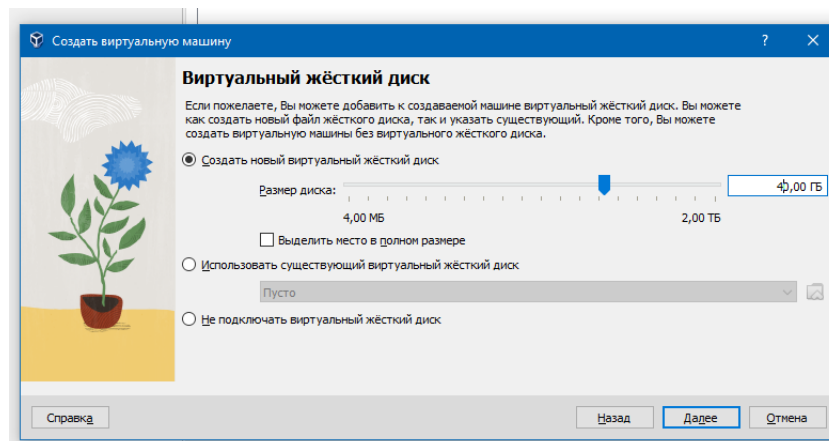 Создать виртуальную машину
Виртуальный жёсткий диск
Если пожелаете, Вы можете добавить к создаваемой машине виртуальный жёсткий диск. Вы можете
как создать новый файл жёсткого диска, так и указать существующий. Кроме того, Вы можете
создать виртуальную машины без виртуального жёсткого диска.
Создать новый виртуальный жёсткий диск
Размер диска:
40,00 ГБ
4,00 МБ 2,00 ТБ
Выделить место в полном размере
Использовать существующий виртуальный жёсткий диск
Пусто
Не подключать виртуальный жёсткий диск
Справка Назад Далее Отмена